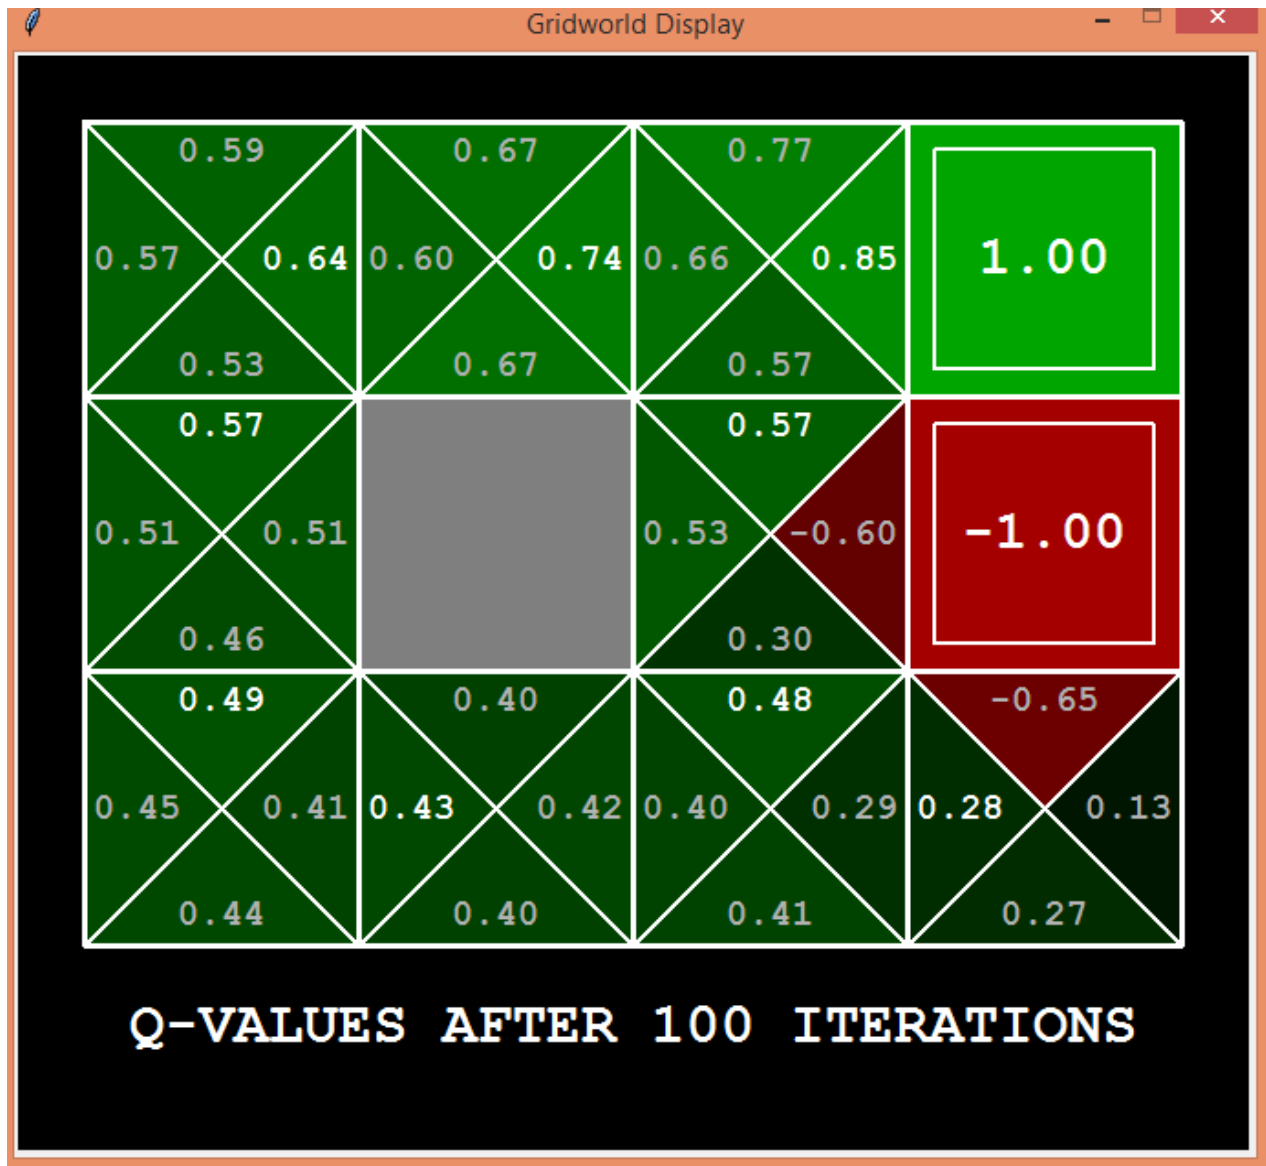 Gridworld Display
0.59 0.67 0.77
0.57 0.64 0.60 0.74 0.66 0.85 1.00
0.53 0.67 0.57
0.57 0.57
0.51 0.51 0.53 -0.60 -1.00
0.46 0.30
0.49 0.40 0.48 -0.65
0.45 0.41 0.43 0.42 0.40 0.29 0.28 0.13
0.44 0.40 0.41 0.27
Q-VALUES AFTER 100 ITERATIONS